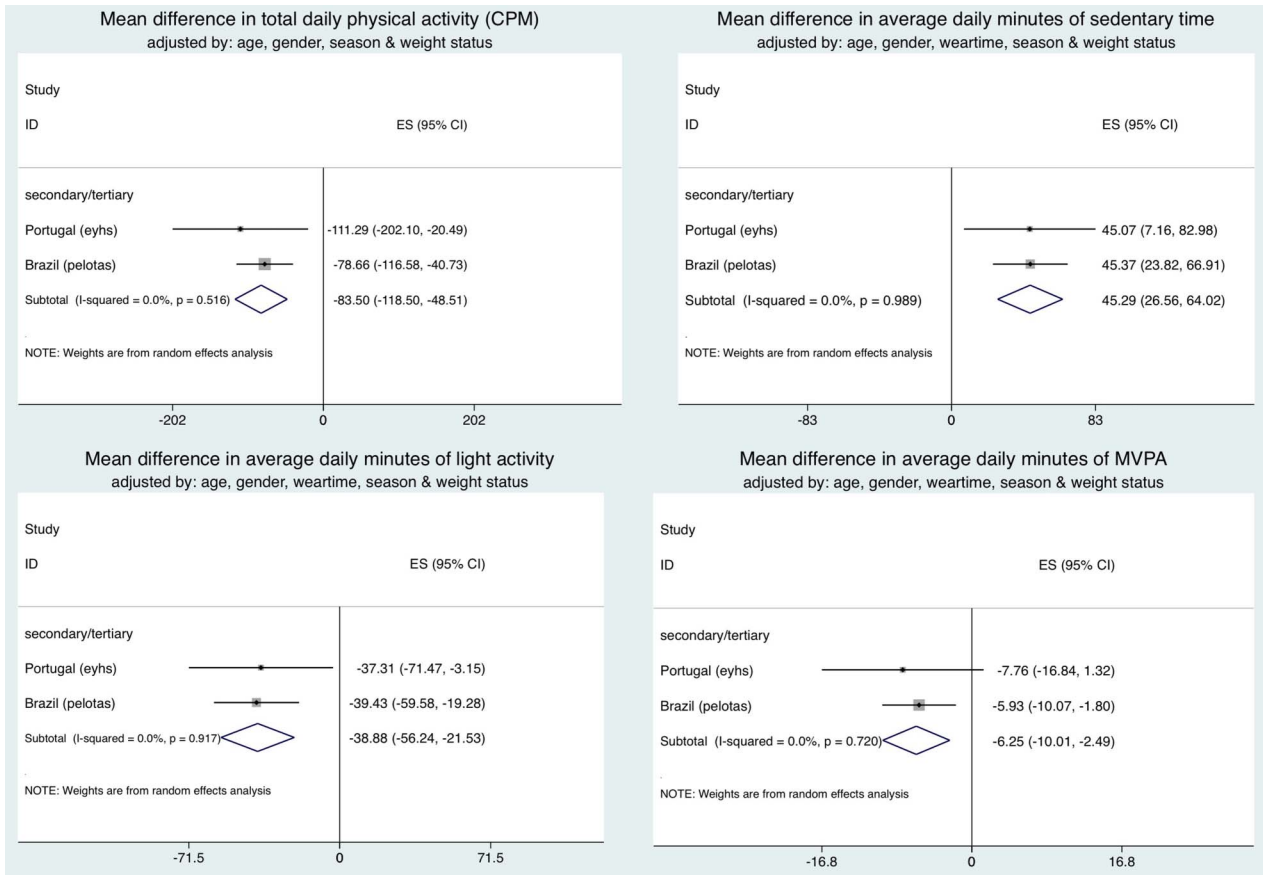 Mean difference in total daily physical activity (CPM)
adjusted by: age, gender, season & weight status
Study
ID ES (95% CI)
secondary/tertiary
Portugal (eyhs) -111.29 (-202.10, -20.49)
Brazil (pelotas) -78.66 (-116.58, -40.73)
Subtotal (I-squared = 0.0%, p = 0.516) -83.50 (-118.50, -48.51)
.
NOTE: Weights are from random effects analysis
-202 0 202
Mean difference in average daily minutes of sedentary time
adjusted by: age, gender, weartime, season & weight status
Study
ID ES (95% CI)
secondary/tertiary
Portugal (eyhs) 45.07 (7.16, 82.98)
Brazil (pelotas) 45.37 (23.82, 66.91)
Subtotal (I-squared = 0.0%, p = 0.989) 45.29 (26.56, 64.02)
.
NOTE: Weights are from random effects analysis
-83 0 83
Mean difference in average daily minutes of light activity
adjusted by: age, gender, weartime, season & weight status
Study
ID ES (95% CI)
secondary/tertiary
Portugal (eyhs) -37.31 (-71.47, -3.15)
Brazil (pelotas) -39.43 (-59.58, -19.28)
Subtotal (I-squared = 0.0%, p = 0.917) -38.88 (-56.24, -21.53)
.
NOTE: Weights are from random effects analysis
-71.5 0 71.5
Mean difference in average daily minutes of MVPA
adjusted by: age, gender, weartime, season & weight status
Study
ID ES (95% CI)
secondary/tertiary
Portugal (eyhs) -7.76 (-16.84, 1.32)
Brazil (pelotas) -5.93 (-10.07, -1.80)
Subtotal (I-squared = 0.0%, p = 0.720) -6.25 (-10.01, -2.49)
.
NOTE: Weights are from random effects analysis
-16.8 0 16.8